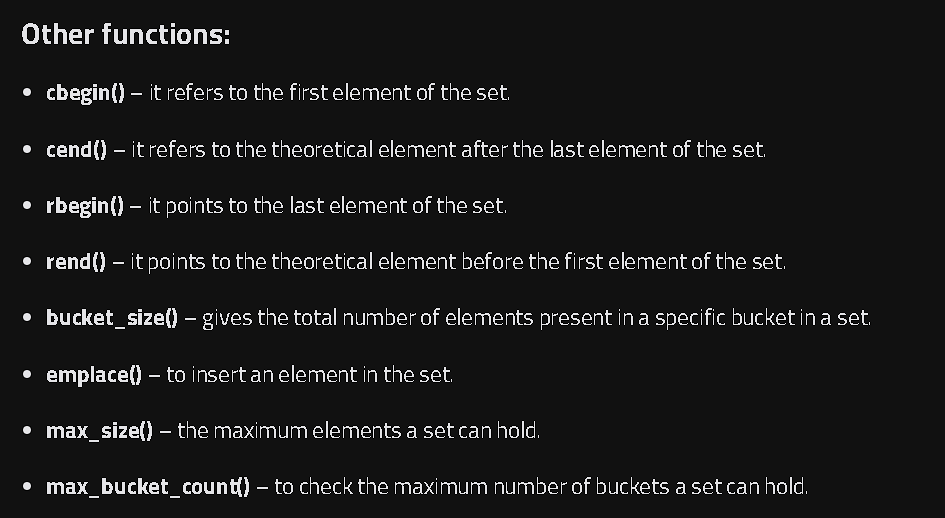 Other functions:
• cbegin() – it refers to the first element of the set.
• cend() – it refers to the theoretical element after the last element of the set.
• rbegin() – it points to the last element of the set.
• rend() – it points to the theoretical element before the first element of the set.
• bucket_size() – gives the total number of elements present in a specific bucket in a set.
• emplace() – to insert an element in the set.
• max_size() – the maximum elements a set can hold.
• max_bucket_count() – to check the maximum number of buckets a set can hold.